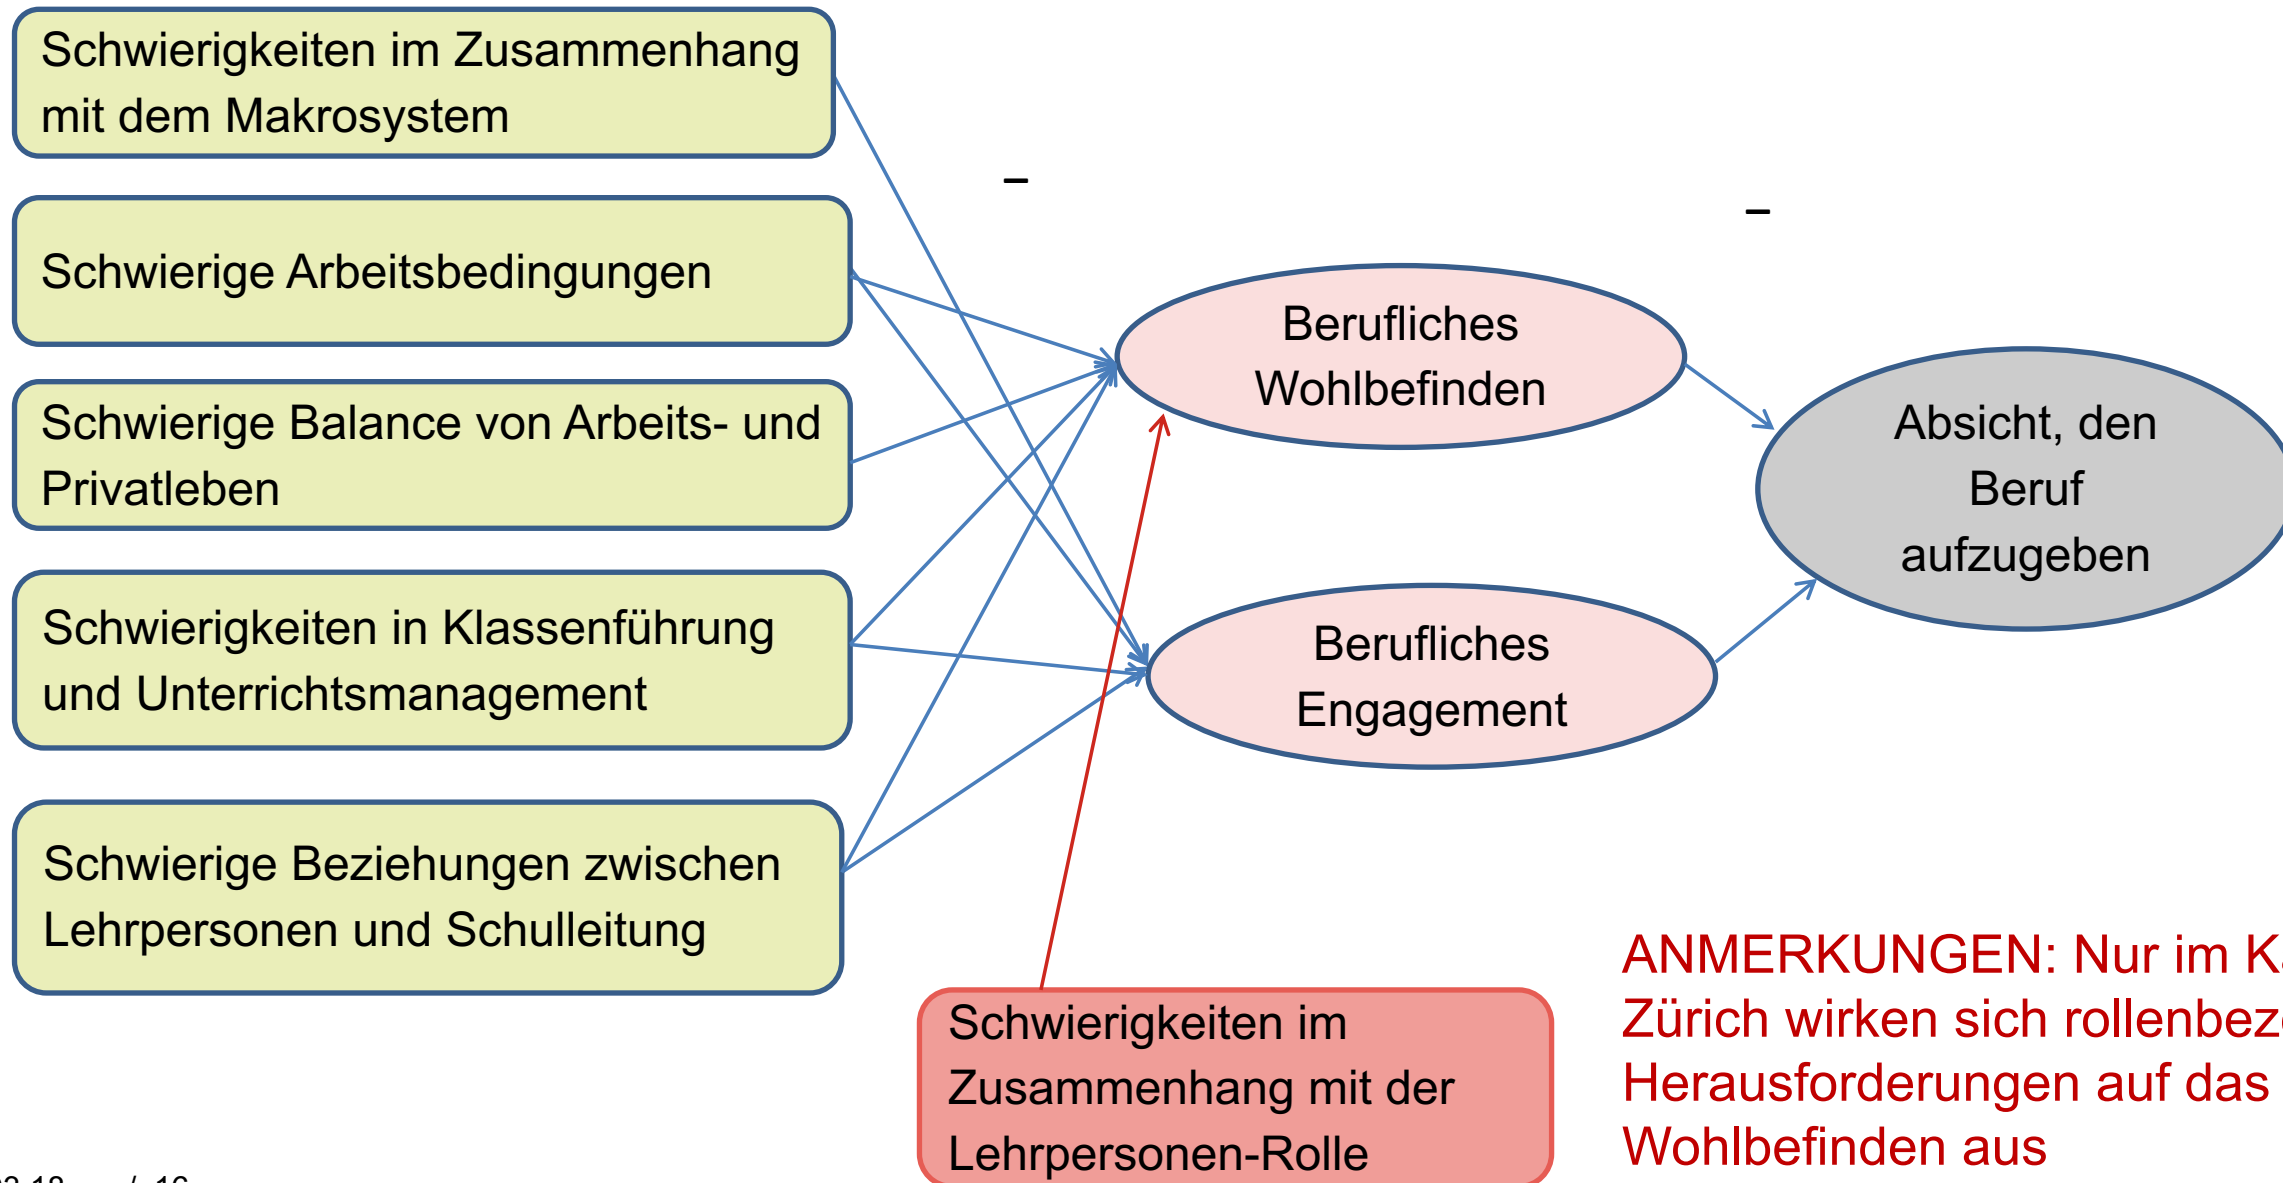 Schwierigkeiten im Zusammenhang
mit dem Makrosystem
–
–
Schwierige Arbeitsbedingungen
Schwierige Balance von Arbeits- und
Privatleben
Schwierigkeiten in Klassenführung
und Unterrichtsmanagement
Schwierige Beziehungen zwischen
Lehrpersonen und Schulleitung
Berufliches
Wohlbefinden
Berufliches
Engagement
Absicht, den
Beruf
aufzugeben
Schwierigkeiten im
Zusammenhang mit der
Lehrpersonen-Rolle
ANMERKUNGEN: Nur im
Zürich wirken sich
Herausforderungen auf das
Wohlbefinden aus
/ 16